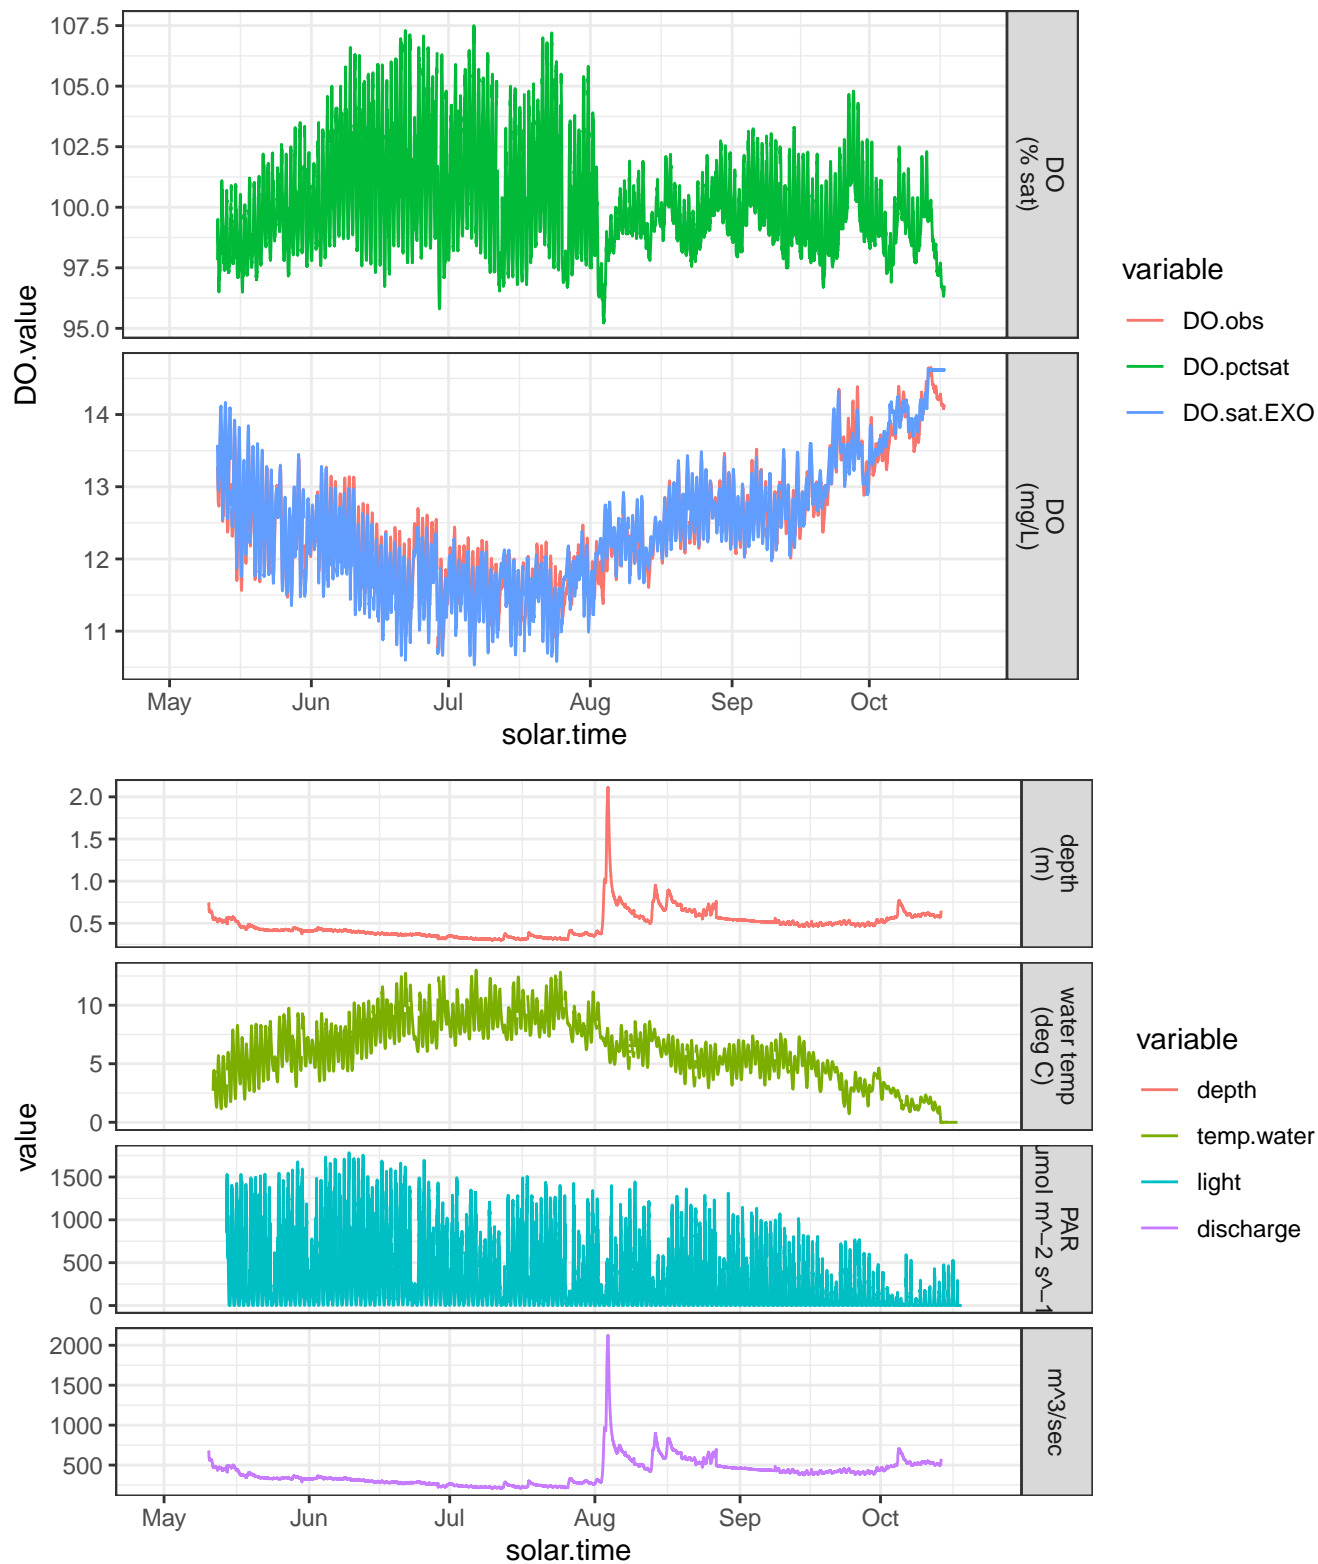 107.5
105.0
102.5
100.0
97.5
95.0
DO
(% sat)
14
13
12
11
DO
(mg/L)
DO.value
May Jun Jul Aug Sep Oct
solar.time
variable
DO.obs
DO.pctsat
DO.sat.EXO
2.0
1.5
1.0
0.5
depth
(m)
10
5
0
water temp
(deg C)
1500
1000
500
0
PAR
umol m^−2 s^−1
2000
1500
1000
500
m^3/sec
value
May Jun Jul Aug Sep Oct
solar.time
variable
depth
temp.water
light
discharge